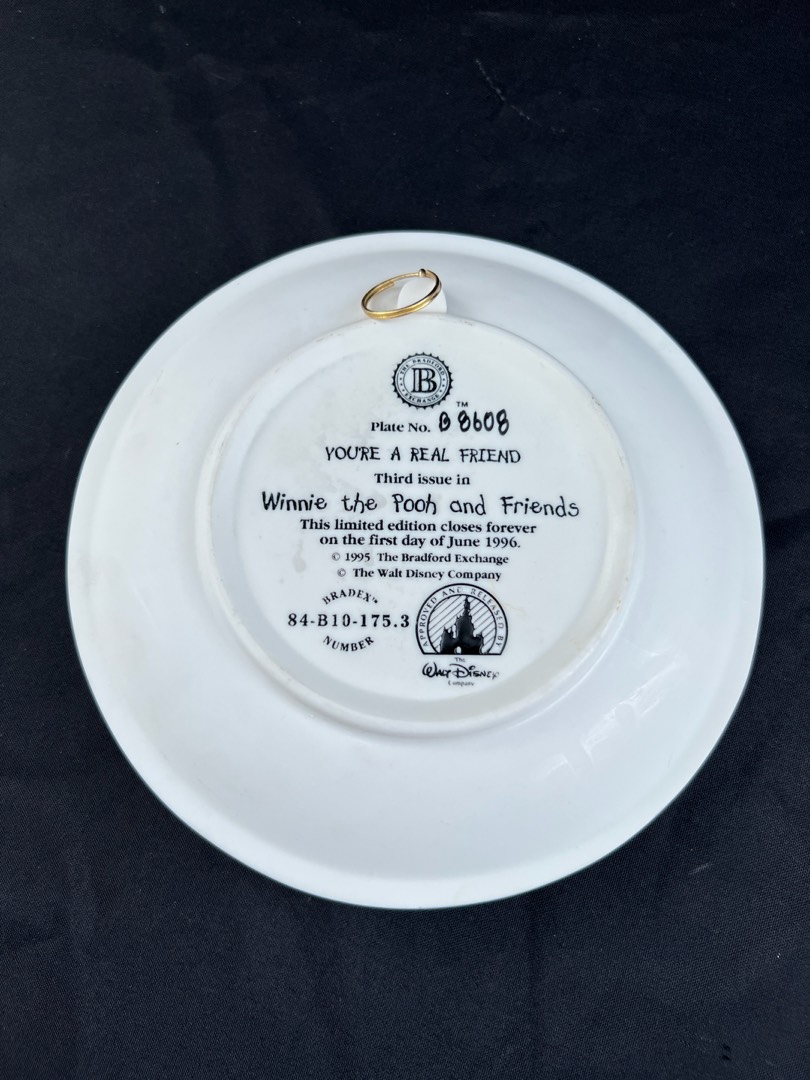 THE BRADFORD
B
EXCHANGE
TM
Plate No. B 8608
YOU'RE A REAL FRIEND
Third issue in
Winnie the Pooh and Friends
This limited edition closes forever
on the first day of June 1996.
© 1995 The Bradford Exchange
© The Walt Disney Company
BRADEX™
84-B10-175.3
NUMBER
APPROVED AND RELEASED BY
The
WALT DISNEY
Company